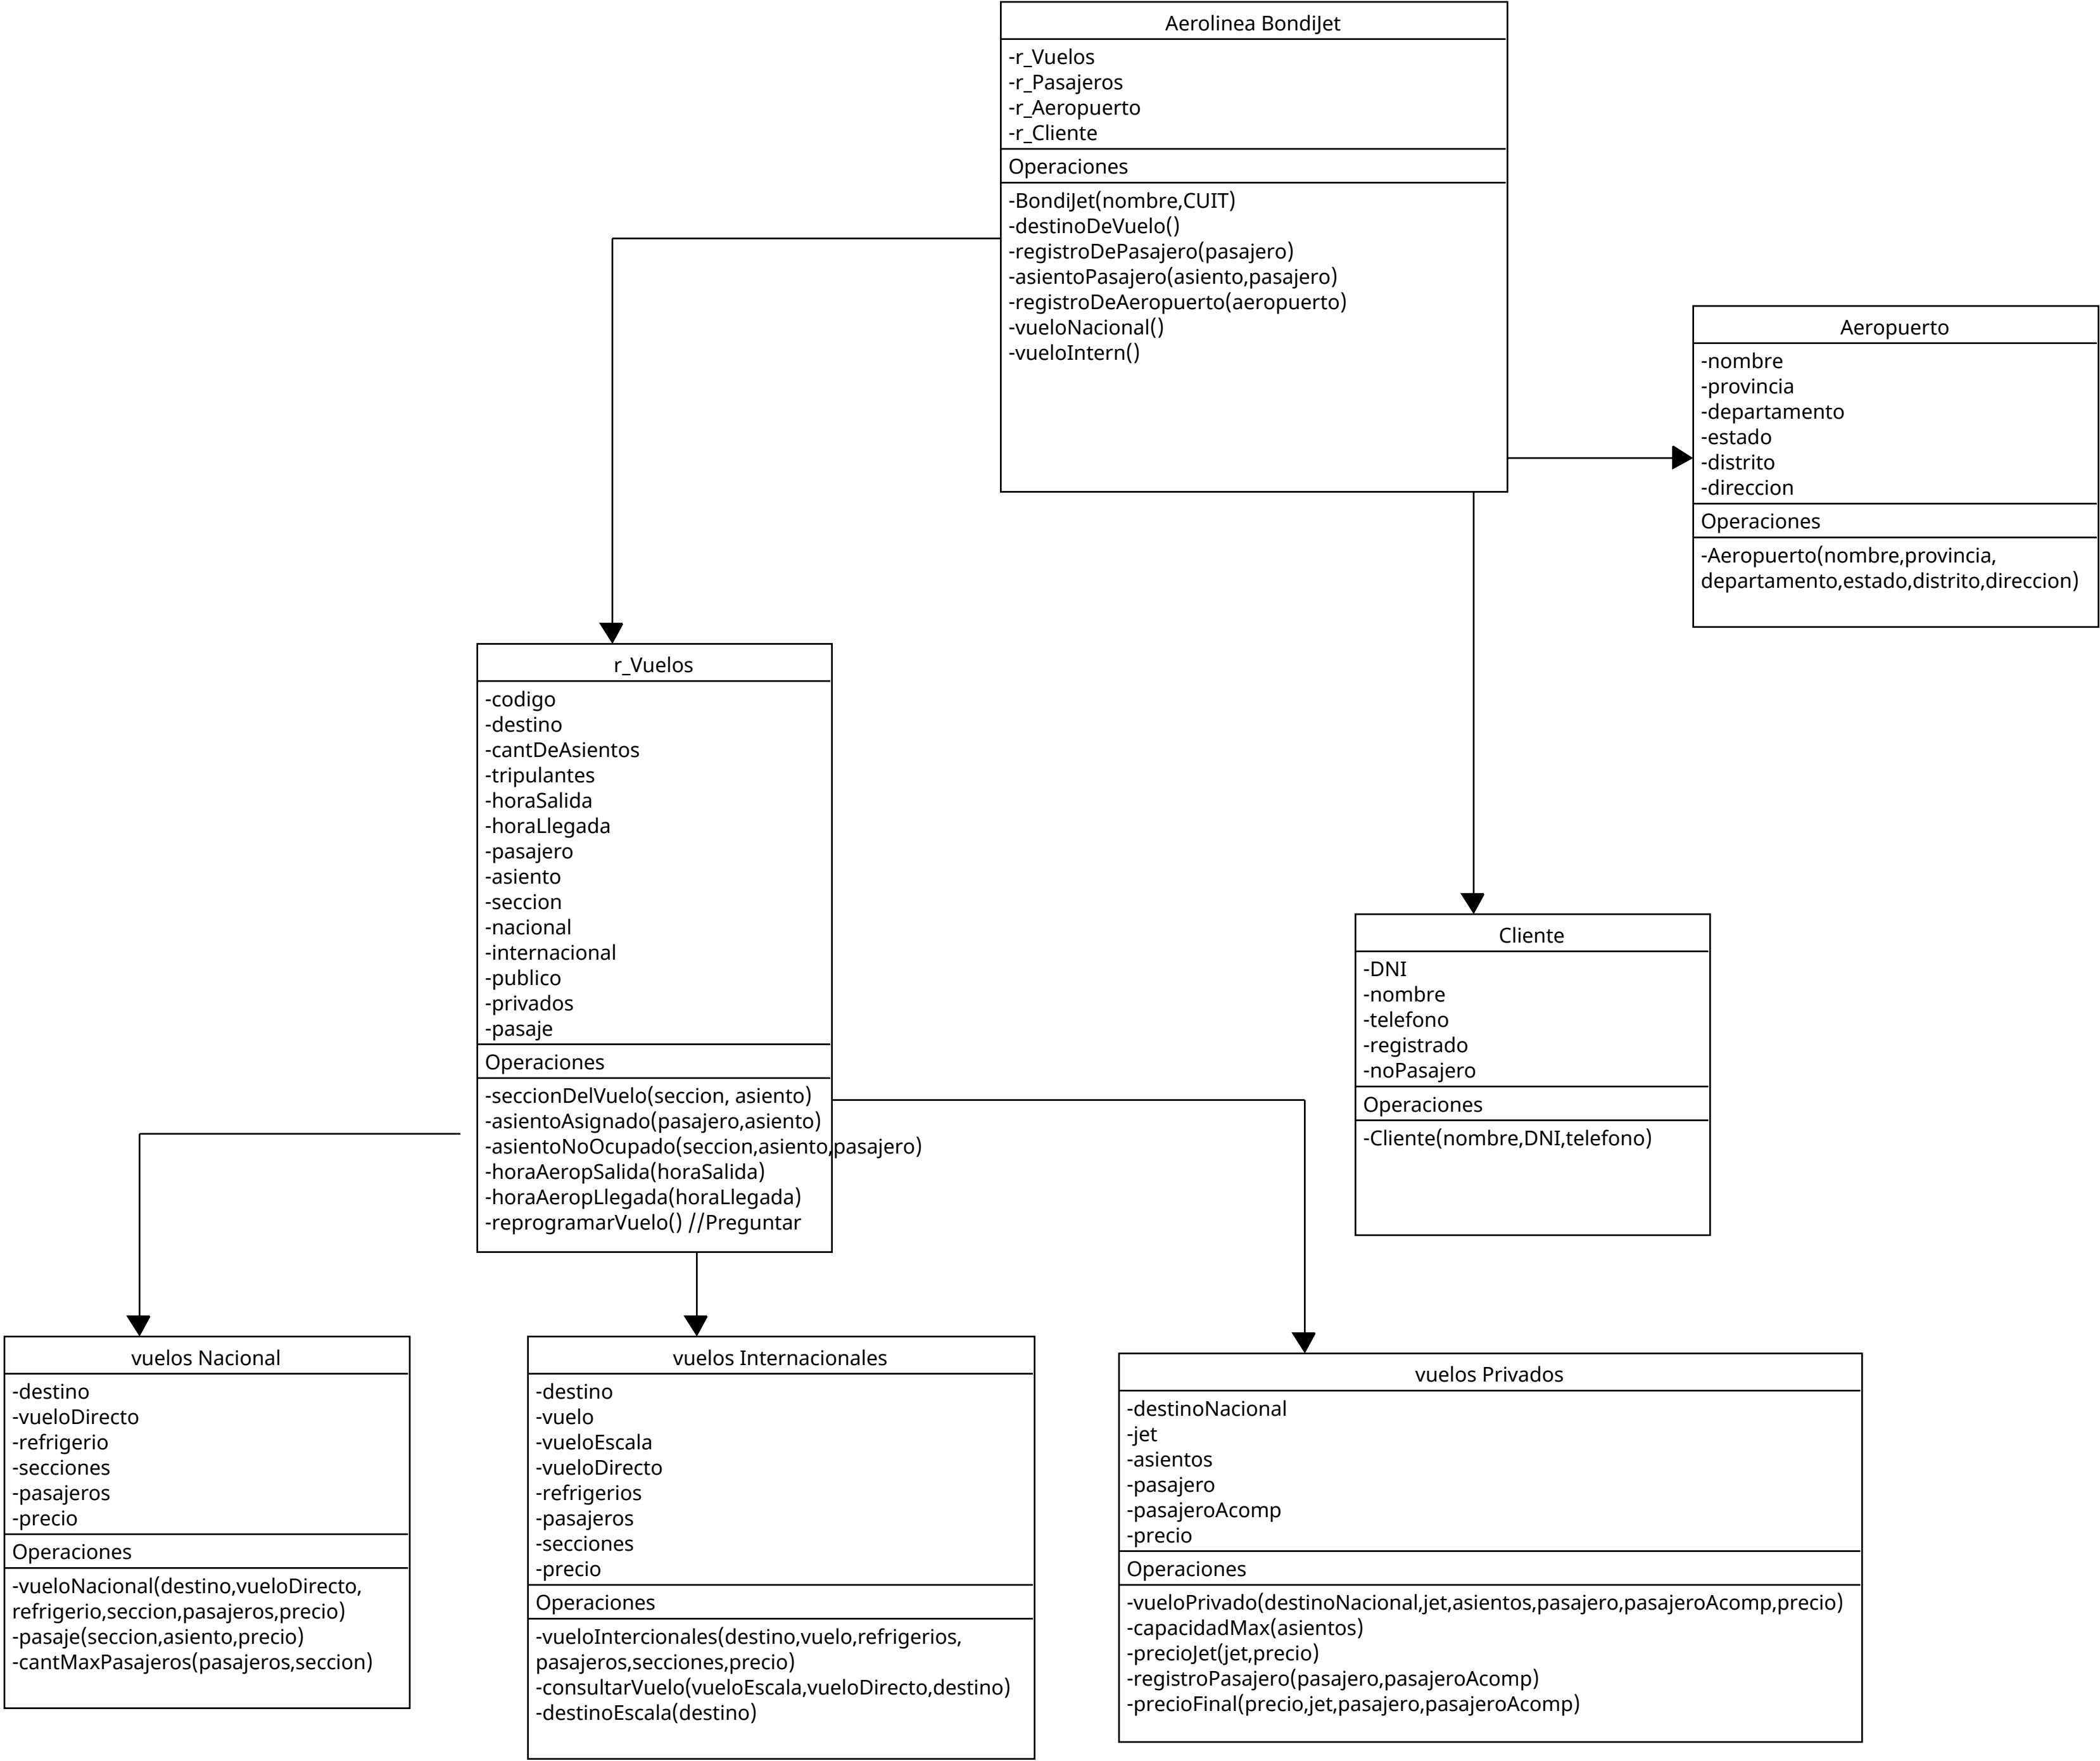 Aerolinea BondiJet
-r_Vuelos
-r_Pasajeros
-r_Aeropuerto
-r_Cliente
Operaciones
-BondiJet(nombre,CUIT)
-destinoDeVuelo()
-registroDePasajero(pasajero)
-asientoPasajero(asiento,pasajero)
-registroDeAeropuerto(aeropuerto)
-vueloNacional()
-vueloIntern()
Aeropuerto
-nombre
-provincia
-departamento
-estado
-distrito
-direccion
Operaciones
-Aeropuerto(nombre,provincia,
departamento,estado,distrito,direccion)
r_Vuelos
-codigo
-destino
-cantDeAsientos
-tripulantes
-horaSalida
-horaLlegada
-pasajero
-asiento
-seccion
-nacional
-internacional
-publico
-privados
-pasaje
Operaciones
-seccionDelVuelo(seccion, asiento)
-asientoAsignado(pasajero,asiento)
-asientoNoOcupado(seccion,asiento,pasajero)
-horaAeropSalida(horaSalida)
-horaAeropLlegada(horaLlegada)
-reprogramarVuelo() //Preguntar
Cliente
-DNI
-nombre
-telefono
-registrado
-noPasajero
Operaciones
-Cliente(nombre,DNI,telefono)
vuelos Nacional
-destino
-vueloDirecto
-refrigerio
-secciones
-pasajeros
-precio
Operaciones
-vueloNacional(destino,vueloDirecto,
refrigerio,seccion,pasajeros,precio)
-pasaje(seccion,asiento,precio)
-cantMaxPasajeros(pasajeros,seccion)
vuelos Internacionales
-destino
-vuelo
-vueloEscala
-vueloDirecto
-refrigerios
-pasajeros
-secciones
-precio
Operaciones
-vueloIntercionales(destino,vuelo,refrigerios,
pasajeros,secciones,precio)
-consultarVuelo(vueloEscala,vueloDirecto,destino)
-destinoEscala(destino)
vuelos Privados
-destinoNacional
-jet
-asientos
-pasajero
-pasajeroAcomp
-precio
Operaciones
-vueloPrivado(destinoNacional,jet,asientos,pasajero,pasajeroAcomp,precio)
-capacidadMax(asientos)
-precioJet(jet,precio)
-registroPasajero(pasajero,pasajeroAcomp)
-precioFinal(precio,jet,pasajero,pasajeroAcomp)